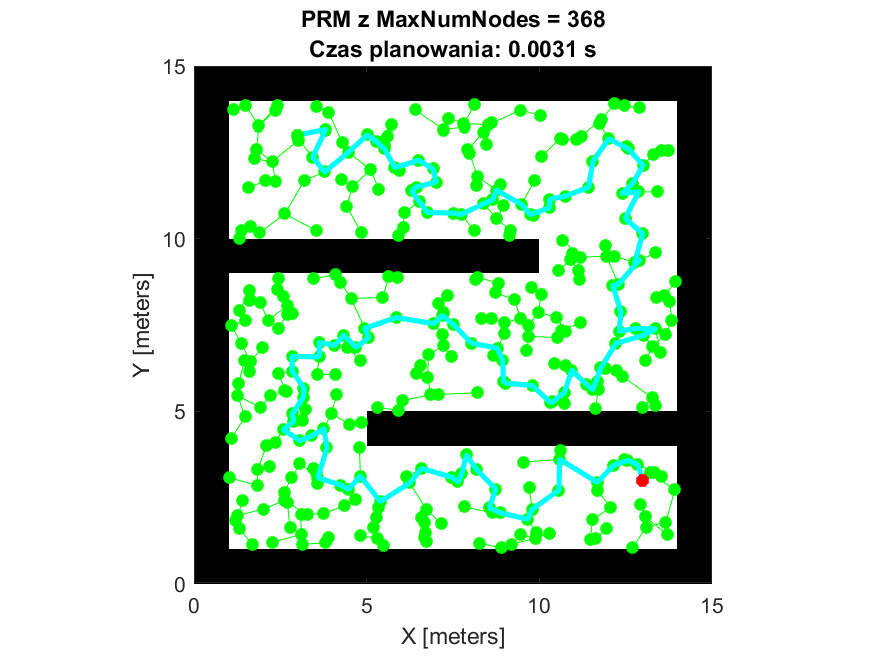 PRM z MaxNumNodes = 368
Czas planowania: 0.0031 s
15
10
5
0
Y [meters]
0
5
10
15
X [meters]